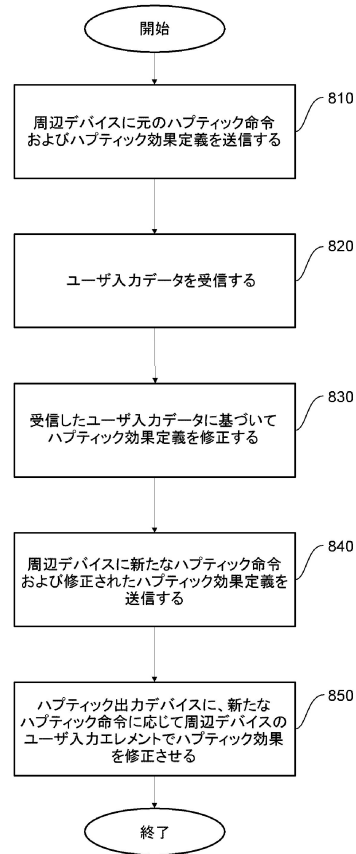 開始
810
周辺デバイスに元のハプティック命令
およびハプティック効果定義を送信する
820
ユーザ入力データを受信する
830
受信したユーザ入力データに基づいて
ハプティック効果定義を修正する
840
周辺デバイスに新たなハプティック命令
および修正されたハプティック効果定義を
送信する
850
ハプティック出力デバイスに、新たな
ハプティック命令に応じて周辺デバイスの
ユーザ入力エレメントでハプティック効果
を修正させる
終了